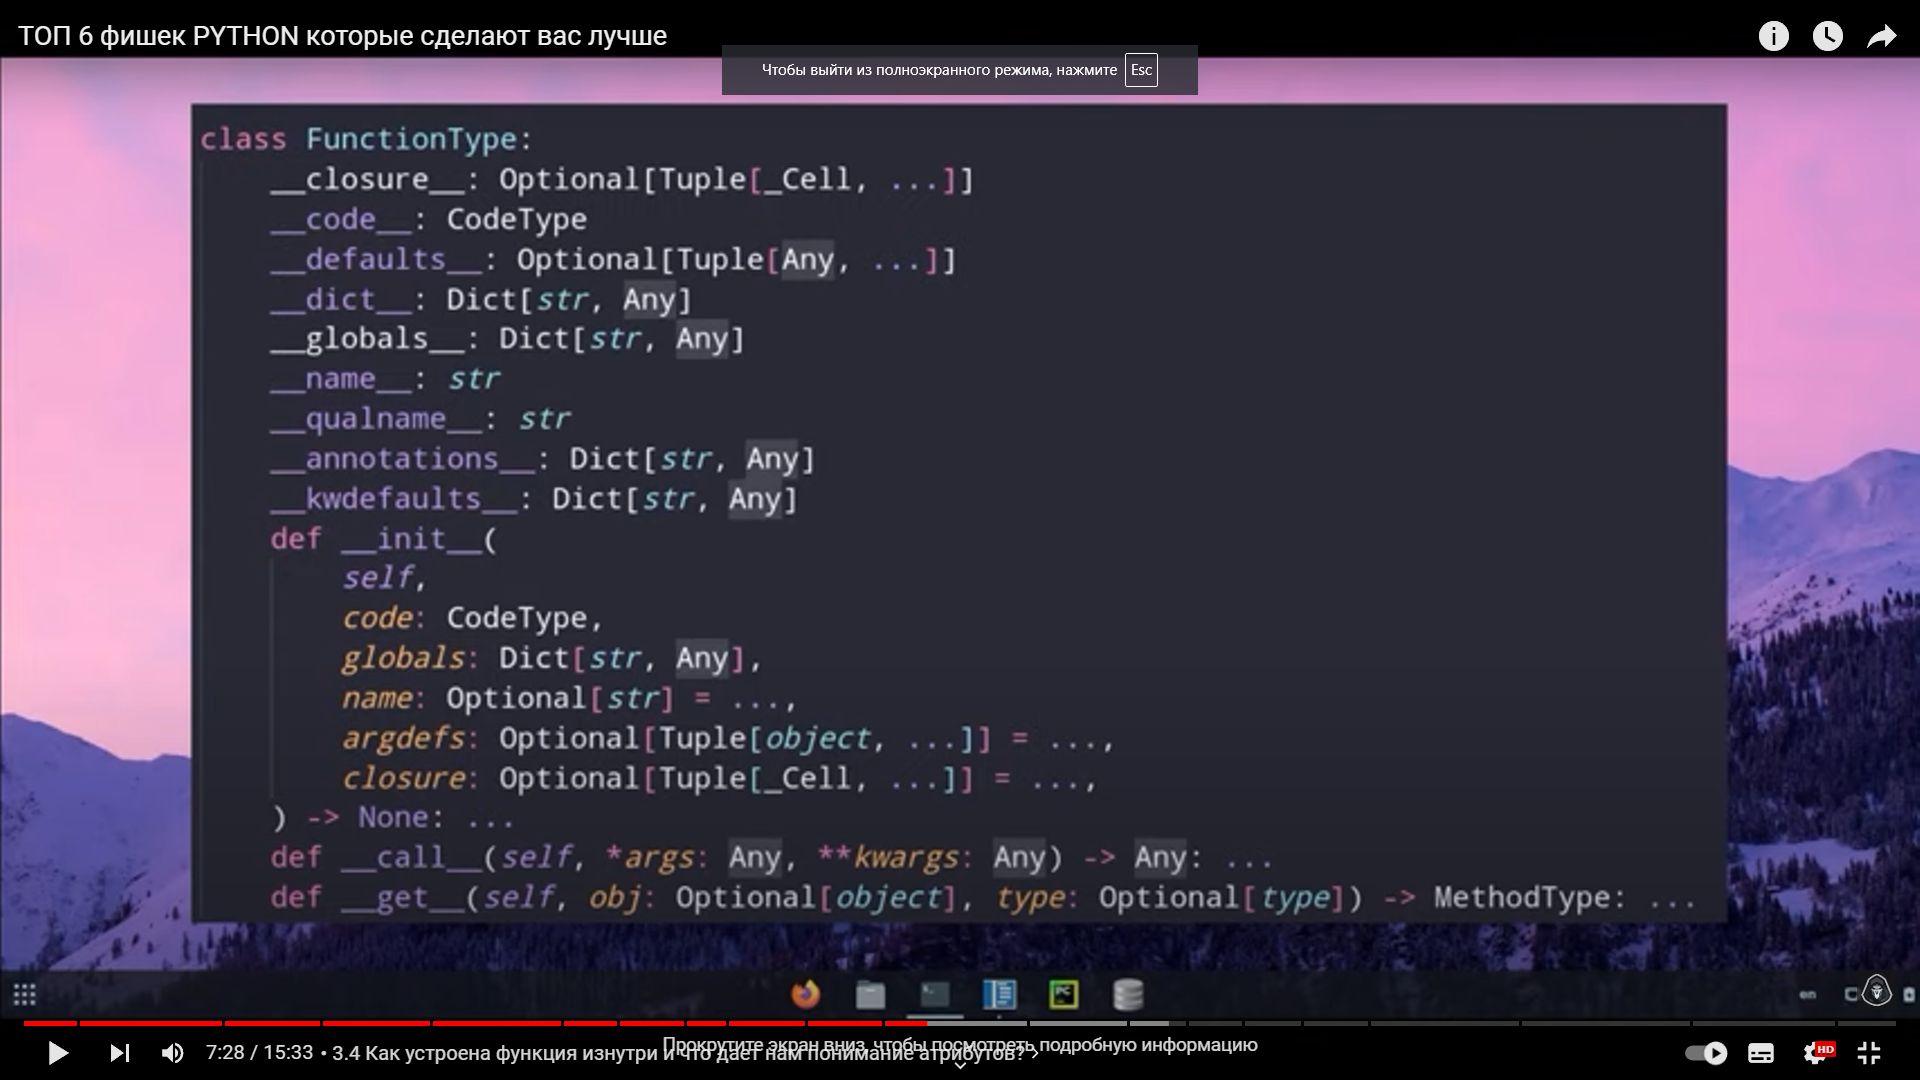 ТОП 6 фишек PYTHON которые сделают вас лучше
Чтобы выйти из полноэкранного режима, нажмите Esc
class FunctionType:
__closure__: Optional[Tuple[_Cell, ...]]
__code__: CodeType
__defaults__: Optional[Tuple[Any, ...]]
__dict__: Dict[str, Any]
__globals__: Dict[str, Any]
__name__: str
__qualname__: str
__annotations__: Dict[str, Any]
__kwdefaults__: Dict[str, Any]
def __init__(
self,
code: CodeType,
globals: Dict[str, Any],
name: Optional[str] = ...,
argdefs: Optional[Tuple[object, ...]] = ...,
closure: Optional[Tuple[_Cell, ...]] = ...,
) -> None: ...
def __call__(self, *args: Any, **kwargs: Any) -> Any: ...
def __get__(self, obj: Optional[object], type: Optional[type]) -> MethodType: ...
en
Прокрутите экран вниз, чтобы посмотреть подробную информацию
7:28 / 15:33 • 3.4 Как устроена функция изнутри и что дает нам понимание атрибутов? >
HD